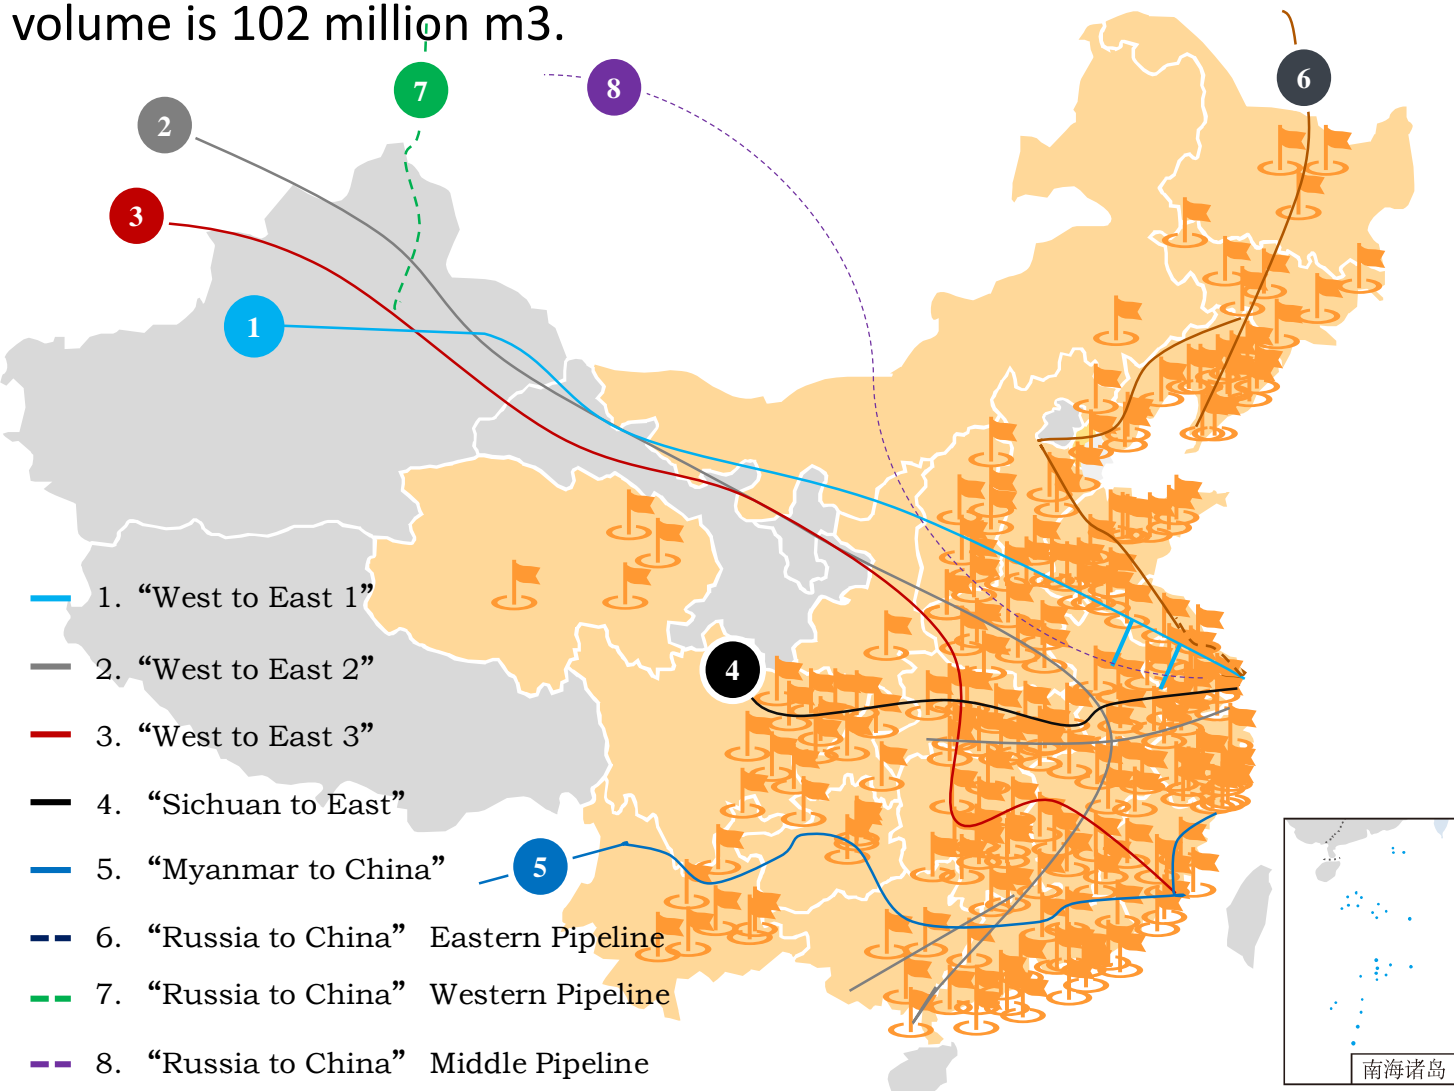 volume is 102 million m3.
7
8
6
2
3
1
4
5
1. “West to East 1”
2. “West to East 2”
3. “West to East 3”
4. “Sichuan to East”
5. “Myanmar to China”
6. “Russia to China” Eastern Pipeline
7. “Russia to China” Western Pipeline
8. “Russia to China” Middle Pipeline
南海诸岛